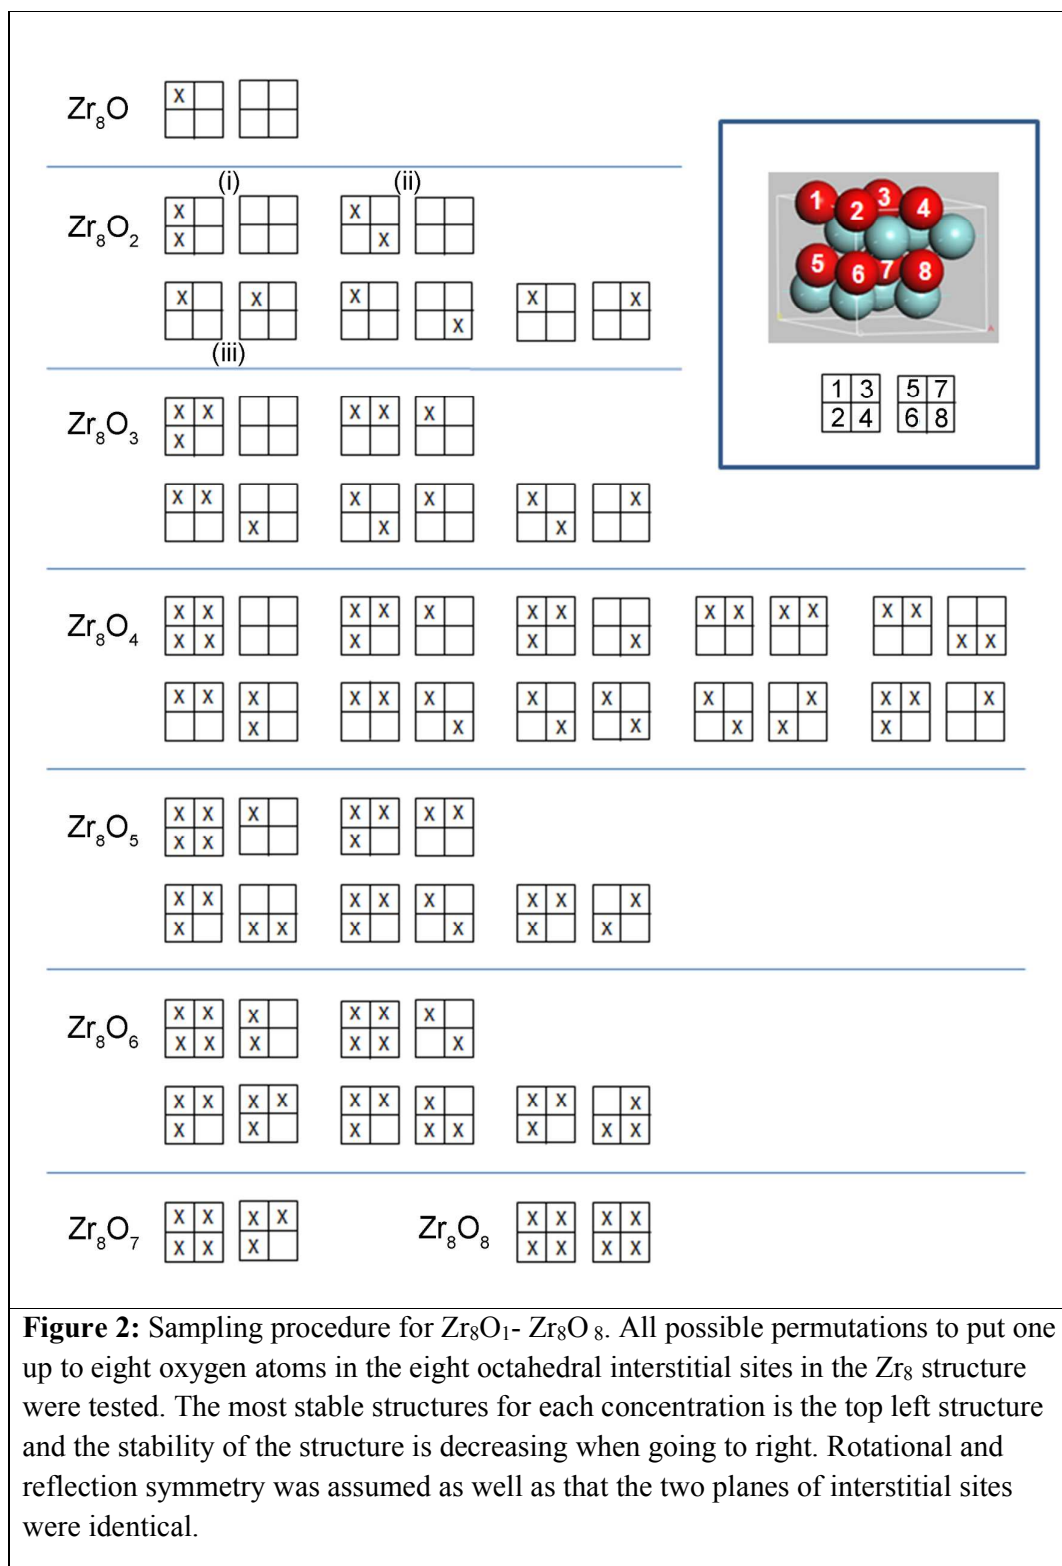 Zr₈O
X
(i) (ii)
Zr₈O₂
X X
X X
X X X X X
X
(iii)
Zr₈O₃
X X X X X
X
X X X X X X
X X X
Zr₈O₄
X X X X X X X X X X X X X
X X X X X X X X X
X X X X X X X X X X X X X
X X X X X X X X
Zr₈O₅
X X X X X X X
X X X
X X X X X X X X
X X X X X X X
Zr₈O₆
X X X X X X
X X X X X X
X X X X X X X X X X
X X X X X X X X
Zr₈O₇
X X X X
X X X
Zr₈O₈
X X X X
X X X X
1 2 3 4
5 6 7 8
1 3 5 7
2 4 6 8
Figure 2: Sampling procedure for Zr₈O₁- Zr₈O ₈. All possible permutations to put one
up to eight oxygen atoms in the eight octahedral interstitial sites in the Zr₈ structure
were tested. The most stable structures for each concentration is the top left structure
and the stability of the structure is decreasing when going to right. Rotational and
reflection symmetry was assumed as well as that the two planes of interstitial sites
were identical.